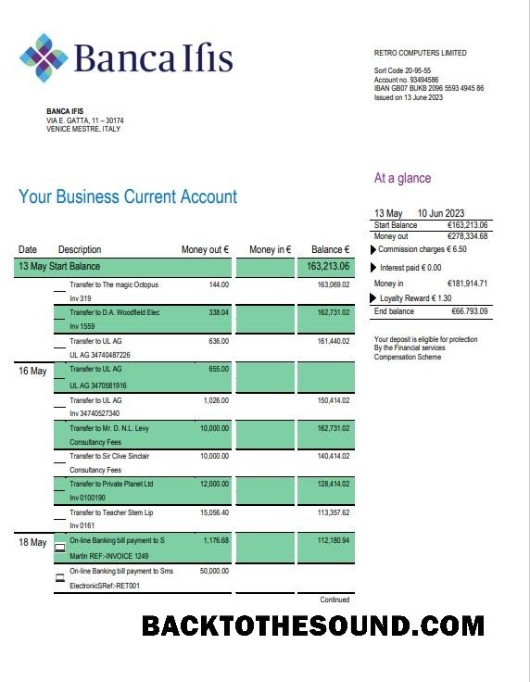 Banca Ifis
RETRO COMPUTERS LIMITED
Sort Code 20-95-55
Account no. 93494586
IBAN GB07 BUKB 2096 5593 4945 86
Issued on 13 June 2023
BANCA IFIS
VIA E. GATTA, 11 – 30174
VENICE MESTRE, ITALY
At a glance
Your Business Current Account
13 May 10 Jun 2023
Start Balance €163,213.06
Money out €278,334.68
Commission charges € 6.50
Interest paid € 0.00
Money in €181,914.71
Loyalty Reward € 1.30
End balance €66.793.09
Your deposit is eligible for protection
By the Financial services
Compensation Scheme
Date Description Money out € Money in € Balance €
13 May Start Balance 163,213.06
Transfer to The magic Octopus 144.00 163,069.02
Inv 319
Transfer to D.A. Woodfield Elec 338.04 162,731.02
Inv 1559
Transfer to UL AG 636.00 161,440.02
UL AG 34740487226
16 May Transfer to UL AG 655.00
UL AG 3470581916
Transfer to UL AG 1,026.00 150,414.02
Inv 34740527340
Transfer to Mr. D. N.L. Levy 10,000.00 162,731.02
Consultancy Fees
Transfer to Sir Clive Sinclair 10,000.00 140,414.02
Consultancy Fees
Transfer to Private Planet Ltd 12,000.00 128,414.02
Inv 0100190
Transfer to Teacher Stem Lip 15,056.40 113,357.62
Inv 0161
18 May On-line Banking bill payment to S 1,176.68 112,180.94
Martin REF:-INVOICE 1249
On-line Banking bill payment to Sms 50,000.00
ElectronicSRef:-RET001
Continued
BACKTOTHESOUND.COM